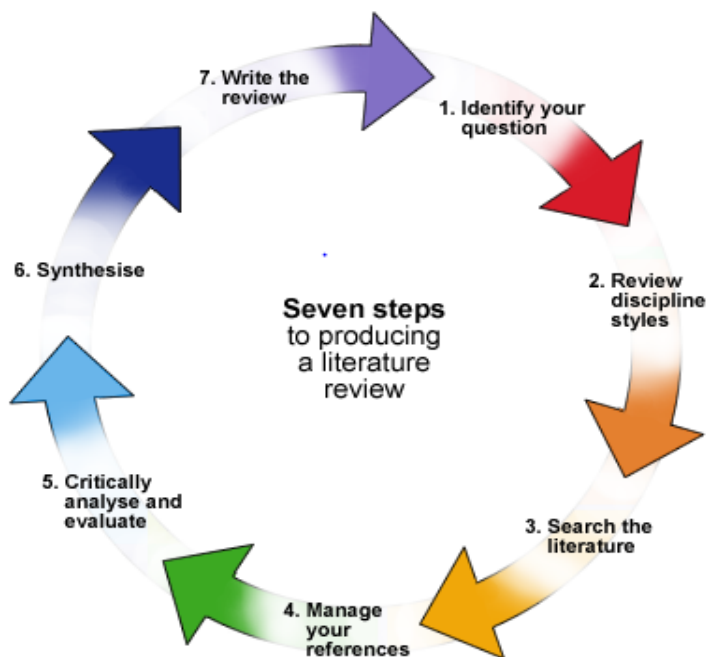 7. Write the
review
1. Identify your
question
2. Review
discipline
styles
3. Search the
literature
4. Manage
your
references
5. Critically
analyse and
evaluate
6. Synthesise
Seven steps
to producing
a literature
review